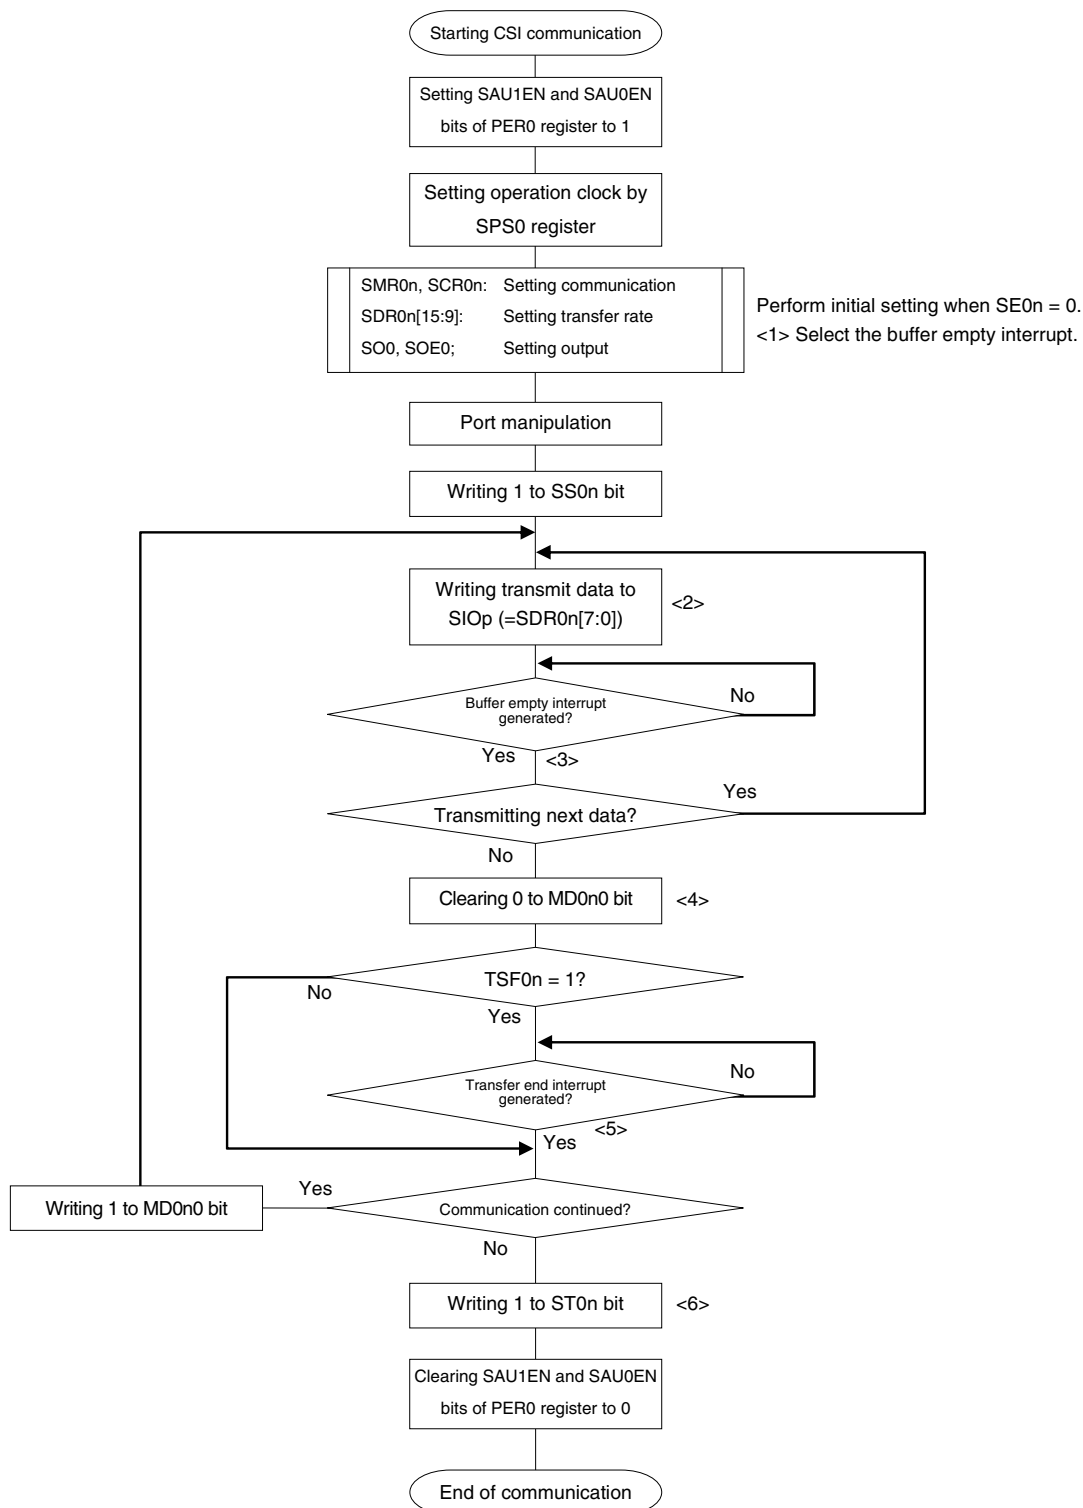 Starting CSI communication
Setting SAU1EN and SAU0EN
bits of PER0 register to 1
Setting operation clock by
SPS0 register
SMR0n, SCR0n: Setting communication
SDR0n[15:9]: Setting transfer rate
SO0, SOE0; Setting output
Perform initial setting when SE0n = 0.
<1> Select the buffer empty interrupt.
Port manipulation
Writing 1 to SS0n bit
Writing transmit data to
SIOp (=SDR0n[7:0])
<2>
Buffer empty interrupt
generated?
No
Yes
<3>
Transmitting next data?
Yes
No
Clearing 0 to MD0n0 bit
<4>
TSF0n = 1?
No
Yes
Transfer end interrupt
generated?
No
Yes
<5>
Communication continued?
Yes
Writing 1 to MD0n0 bit
No
Writing 1 to ST0n bit
<6>
Clearing SAU1EN and SAU0EN
bits of PER0 register to 0
End of communication